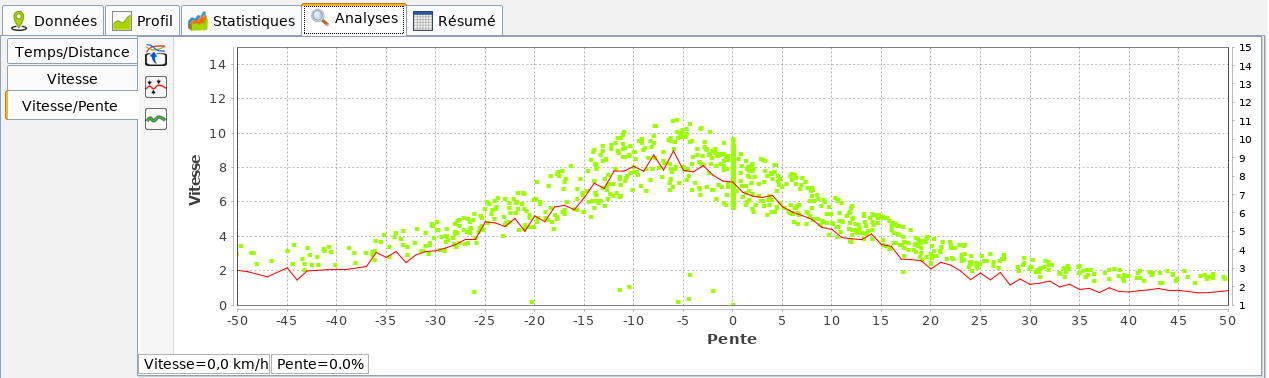 Données Profil Statistiques Analyses Résumé
Temps/Distance
Vitesse
Vitesse/Pente
Vitesse
14
12
10
8
6
4
2
0
15
14
13
12
11
10
9
8
7
6
5
4
3
2
1
-50 -45 -40 -35 -30 -25 -20 -15 -10 -5 0 5 10 15 20 25 30 35 40 45 50
Pente
Vitesse=0,0 km/h Pente=0.0%